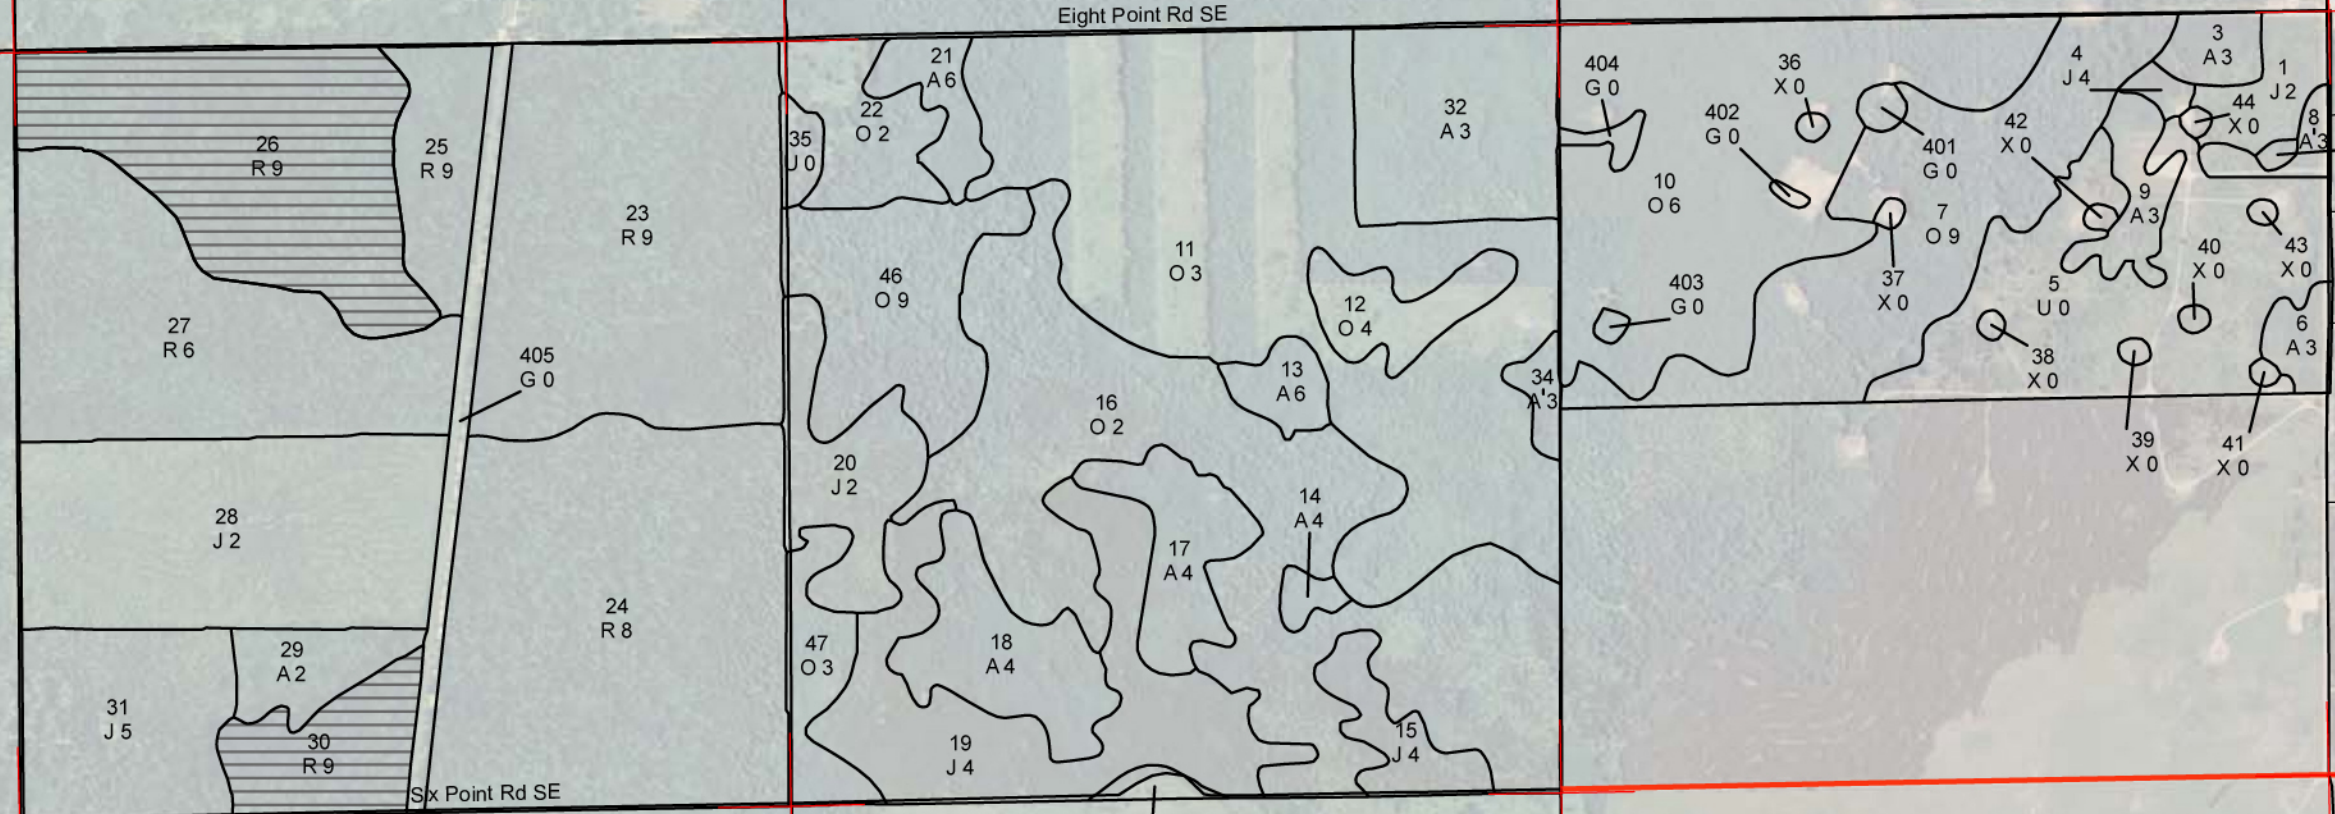 Eight Point Rd SE
21
A 6
22
O 2
35
U 0
26
R 9
25
R 9
23
R 9
32
A 3
404
G 0
36
X 0
402
G 0
401
G 0
42
X 0
4
J 4
3
A 3
1
J 2
44
X 0
8
A'3
10
O 6
7
O 9
9
A 3
43
X 0
40
X 0
5
U 0
6
A 3
37
X 0
403
G 0
38
X 0
39
X 0
41
X 0
11
O 3
46
O 9
12
O 4
13
A 6
34
A'3
16
O 2
27
R 6
405
G 0
20
J 2
14
A 4
17
A 4
28
J 2
24
R 8
18
A 4
47
O 3
29
A 2
31
J 5
30
R 9
19
J 4
15
J 4
Six Point Rd SE